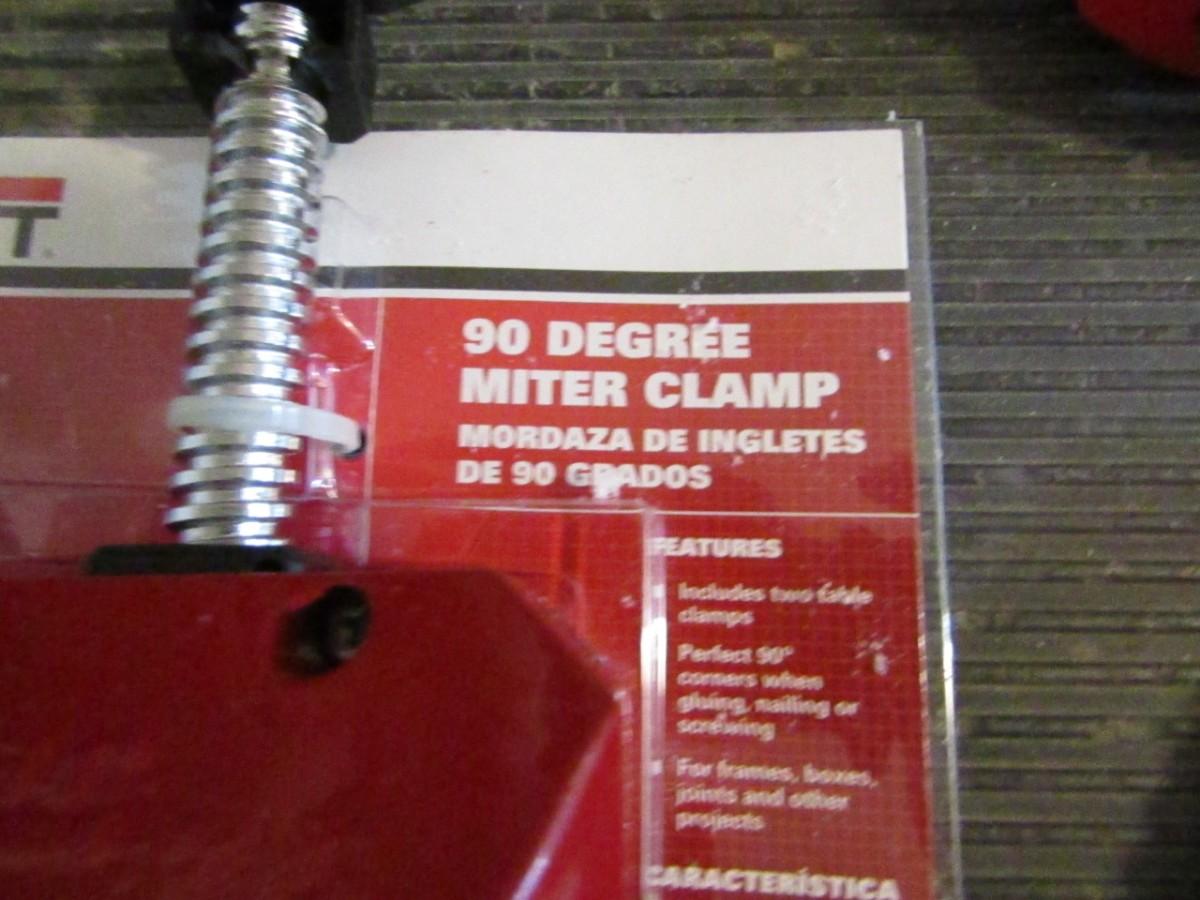 T
90 DEGREE
MITER CLAMP
MORDAZA DE INGLETES
DE 90 GRADOS
FEATURES
Includes two table
clamps
Perfect 90°
corners when
gluing, nailing or
screwing
For frames, boxes,
joints and other
projects
CARACTERÍSTICA